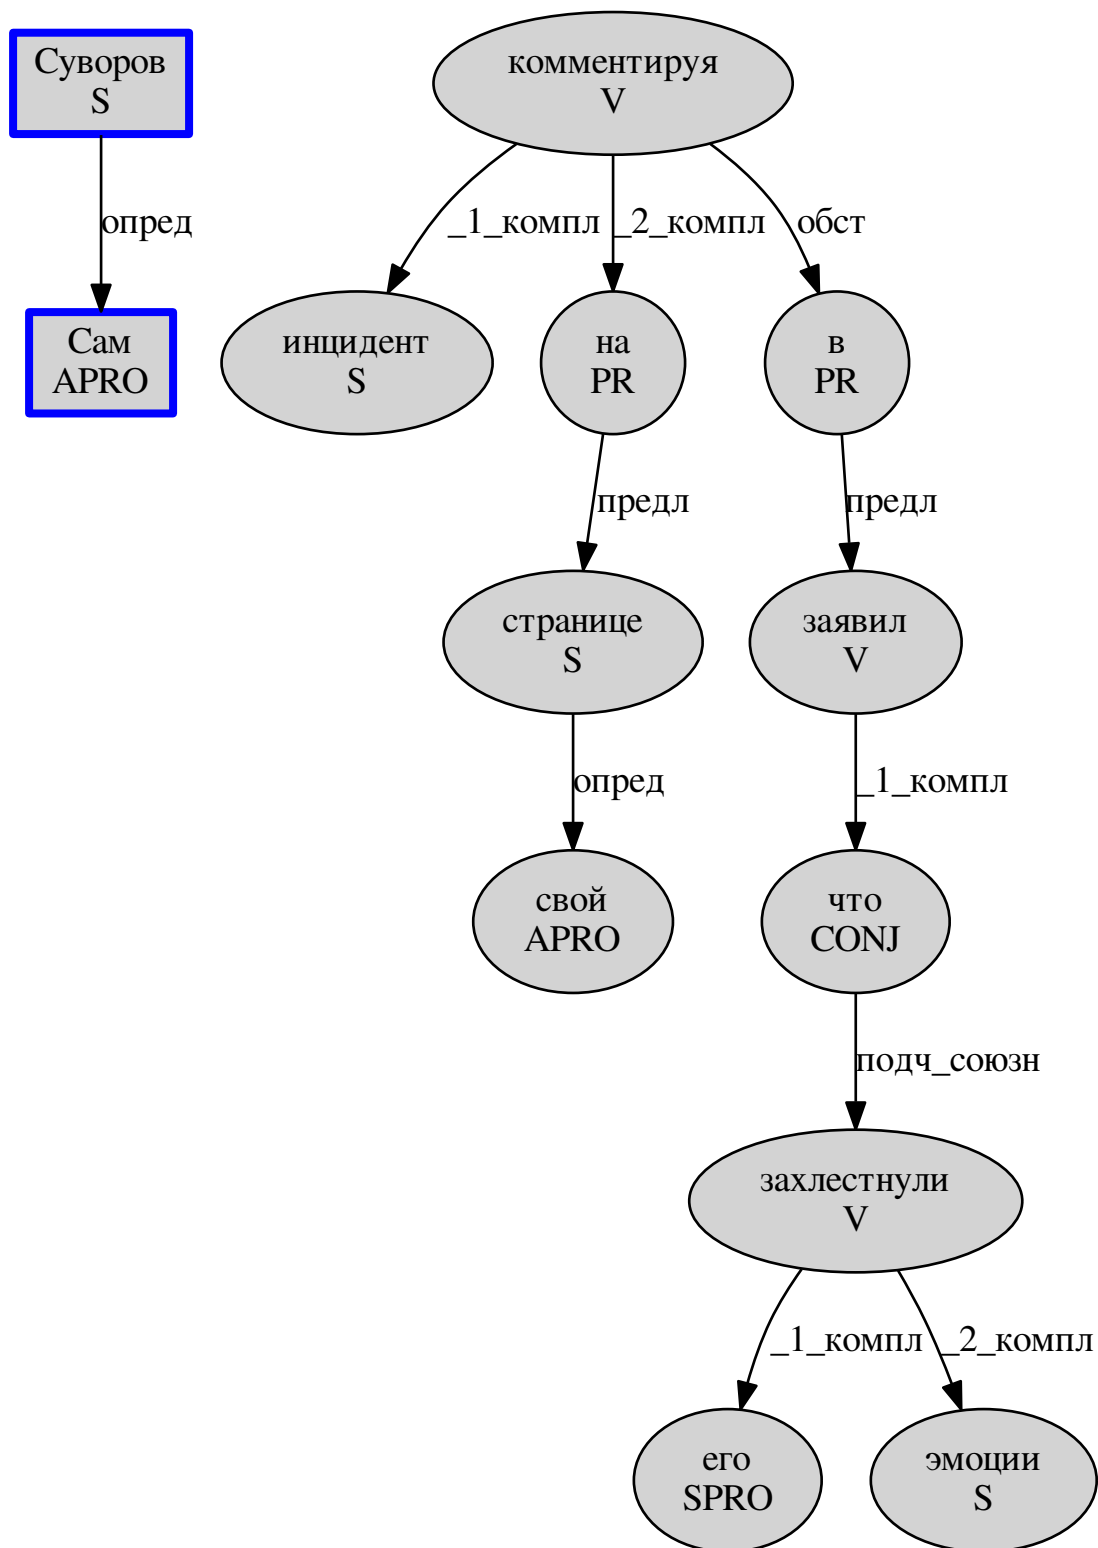 Суворов
S
комментируя
V
опред
_1_компл
_2_компл
обст
Сам
APRO
инцидент
S
на
PR
в
PR
предл
предл
странице
S
заявил
V
опред
_1_компл
свой
APRO
что
CONJ
подч_союзн
захлестнули
V
_1_компл
_2_компл
его
SPRO
эмоции
S